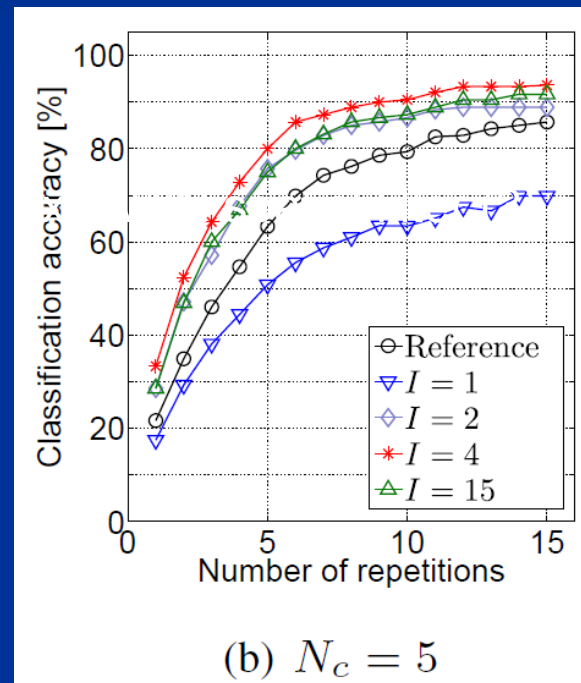 Classification accuracy [%]
100
80
60
40
20
0
0 5 10 15
Number of repetitions
Reference
I = 1
I = 2
I = 4
I = 15
(b) N_c = 5